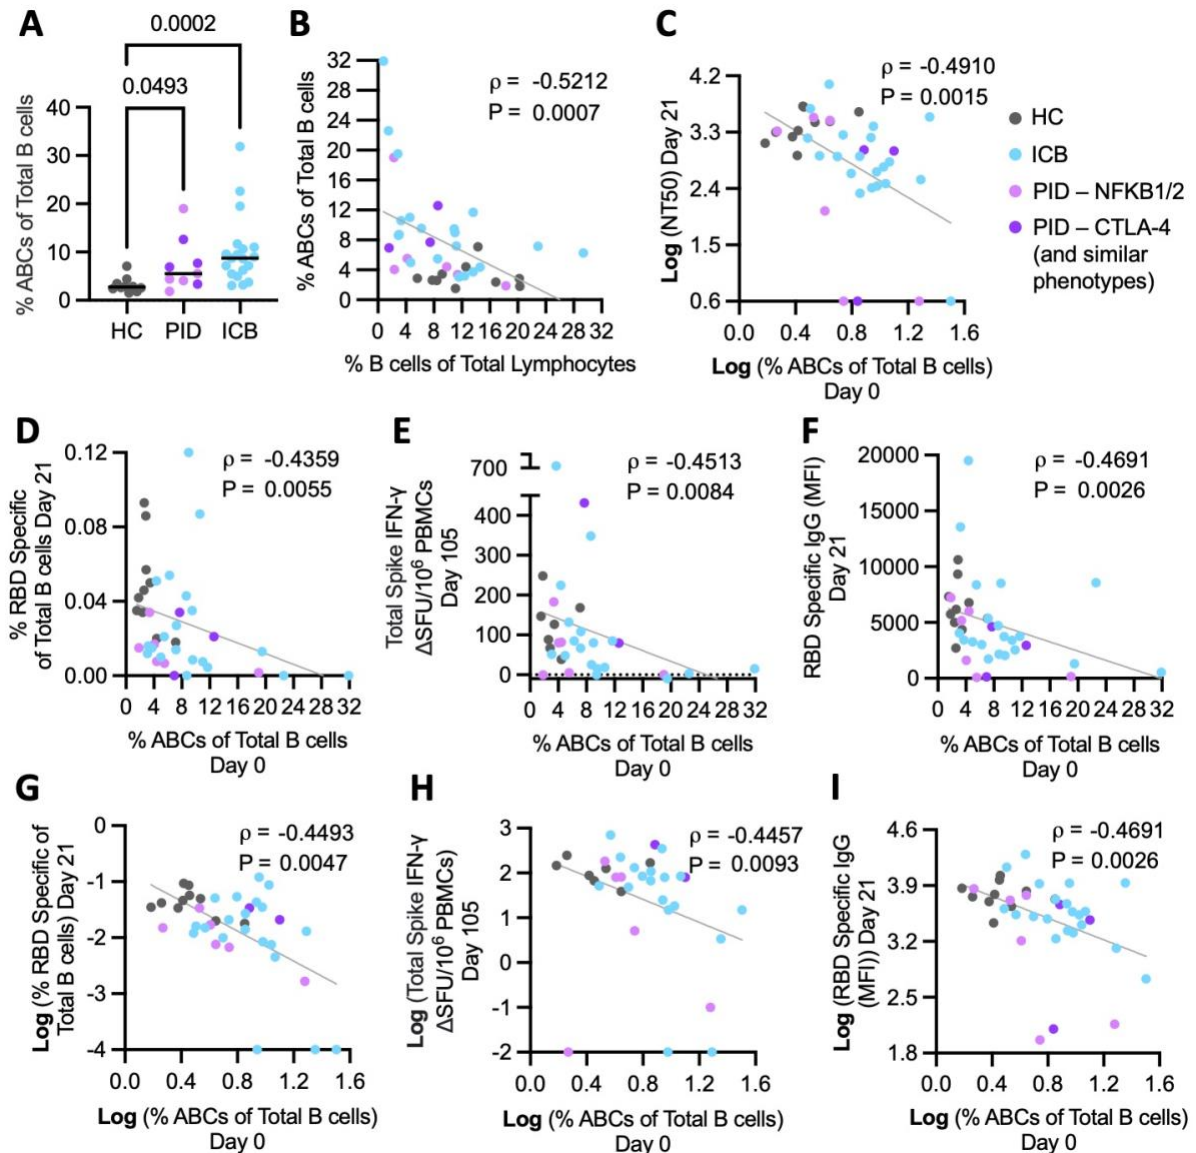 A
0.0002
0.0493
% ABCs of Total B cells
40
30
20
10
0
HC PID ICB
B
ρ = -0.5212
P = 0.0007
% ABCs of Total B cells
32
28
24
20
16
12
8
4
0
0 4 8 12 16 20 24 28 32
% B cells of Total Lymphocytes
C
ρ = -0.4910
P = 0.0015
Log (NT50) Day 21
4.2
3.3
2.4
1.5
0.6
0.0 0.4 0.8 1.2 1.6
Log (% ABCs of Total B cells)
Day 0
HC
ICB
PID – NFKB1/2
PID – CTLA-4
(and similar
phenotypes)
D
ρ = -0.4359
P = 0.0055
% RBD Specific
of Total B cells Day 21
0.12
0.08
0.04
0.00
0 4 8 12 16 20 24 28 32
% ABCs of Total B cells
Day 0
E
ρ = -0.4513
P = 0.0084
Total Spike IFN-γ
ΔSFU/10⁶ PBMCs
Day 105
700
400
300
200
100
0
0 4 8 12 16 20 24 28 32
% ABCs of Total B cells
Day 0
F
ρ = -0.4691
P = 0.0026
RBD Specific IgG (MFI)
Day 21
20000
15000
10000
5000
0
0 4 8 12 16 20 24 28 32
% ABCs of Total B cells
Day 0
G
ρ = -0.4493
P = 0.0047
Log (% RBD Specific of
Total B cells) Day 21
0
-1
-2
-3
-4
0.0 0.4 0.8 1.2 1.6
Log (% ABCs of Total B cells)
Day 0
H
ρ = -0.4457
P = 0.0093
Log (Total Spike IFN-γ
ΔSFU/10⁶ PBMCs)
Day 105
3
2
1
0
-1
-2
0.0 0.4 0.8 1.2 1.6
Log (% ABCs of Total B cells)
Day 0
I
ρ = -0.4691
P = 0.0026
Log (RBD Specific IgG
(MFI)) Day 21
4.6
3.9
3.2
2.5
1.8
0.0 0.4 0.8 1.2 1.6
Log (% ABCs of Total B cells)
Day 0